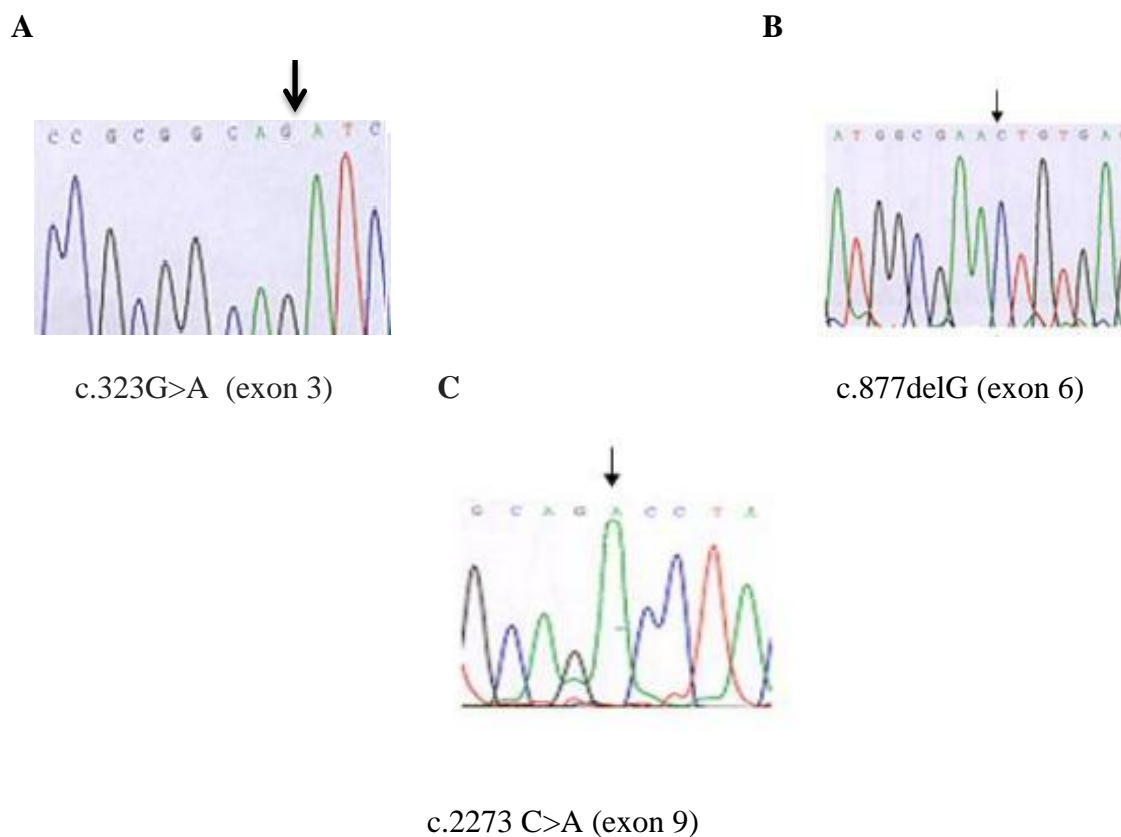 A
B
C C G C G G C A G A T C
A T G G C G A A C T G T G A
c.323G>A (exon 3)
C
c.877delG (exon 6)
G C A G A C C T A
c.2273 C>A (exon 9)